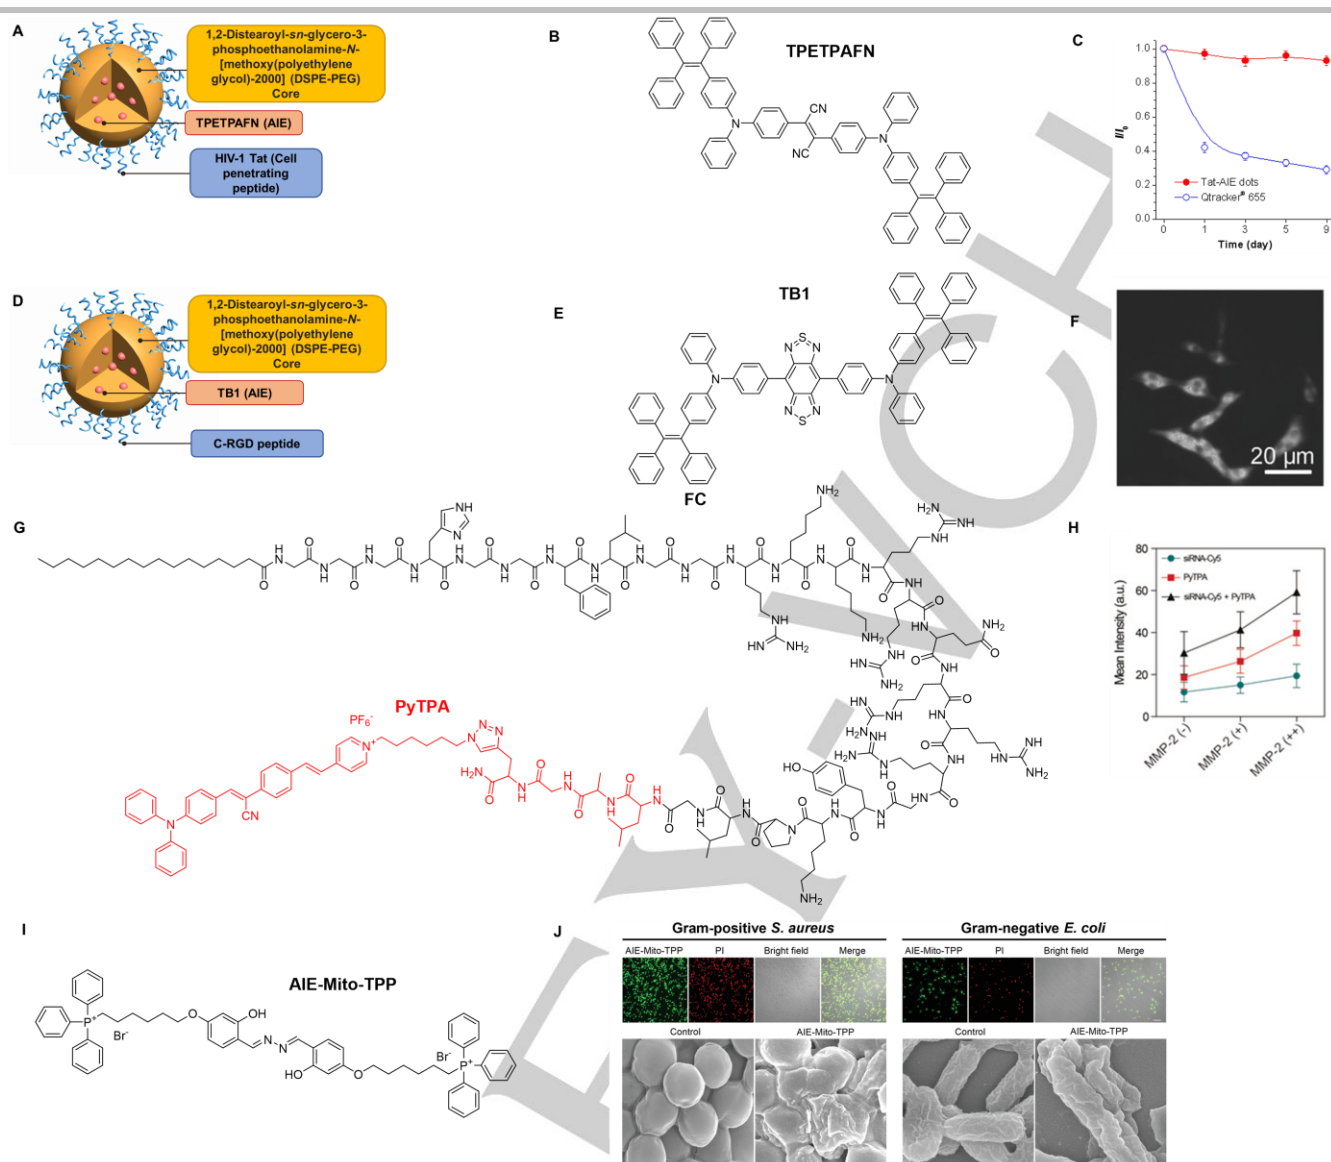 A
1,2-Distearoyl-sn-glycero-3-
phosphoethanolamine-N-
[methoxy(polyethylene
glycol)-2000] (DSPE-PEG)
Core
TPETPAFN (AIE)
HIV-1 Tat (Cell
penetrating
peptide)
B
TPETPAFN
CN
NC
N
N
C
I/I0
1.0
0.8
0.6
0.4
0.2
0.0
Tat-AIE dots
Qtracker® 655
0
1
3
5
9
Time (day)
D
1,2-Distearoyl-sn-glycero-3-
phosphoethanolamine-N-
[methoxy(polyethylene
glycol)-2000] (DSPE-PEG)
Core
TB1 (AIE)
C-RGD peptide
E
TB1
S
N
N
N
N
N
N
S
F
20 µm
G
FC
PyTPA
PF6-
CN
H
80
60
40
20
0
Mean Intensity (a.u.)
siRNA-Cy5
PyTPA
siRNA-Cy5 + PyTPA
MMP-2 (-)
MMP-2 (+)
MMP-2 (++)
I
AIE-Mito-TPP
P+
Br-
O
OH
N
N
HO
O
Br-
P+
J
Gram-positive S. aureus
AIE-Mito-TPP
PI
Bright field
Merge
Control
AIE-Mito-TPP
Gram-negative E. coli
AIE-Mito-TPP
PI
Bright field
Merge
Control
AIE-Mito-TPP